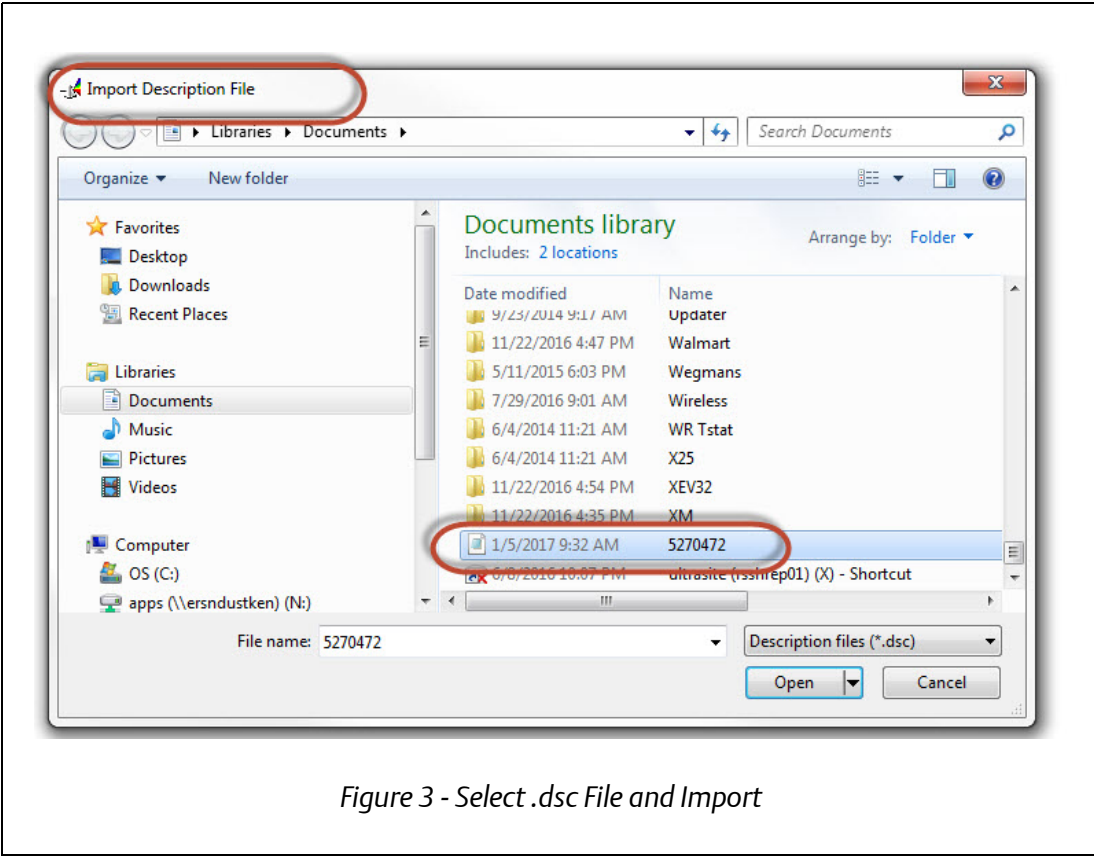 Import Description File
Libraries Documents Search Documents
Organize New folder
Favorites
Desktop
Downloads
Recent Places
Libraries
Documents
Music
Pictures
Videos
Computer
OS (C:)
apps (\\ersndustken) (N:)
Documents library
Includes: 2 locations
Arrange by: Folder
Date modified Name
9/23/2014 9:17 AM Updater
11/22/2016 4:47 PM Walmart
5/11/2015 6:03 PM Wegmans
7/29/2016 9:01 AM Wireless
6/4/2014 11:21 AM WR Tstat
6/4/2014 11:21 AM X25
11/22/2016 4:54 PM XEV32
11/22/2016 4:35 PM XM
1/5/2017 9:32 AM 5270472
6/8/2016 10:07 PM ultrasite (rsshrep01) (X) - Shortcut
File name: 5270472 Description files (*.dsc)
Open Cancel
Figure 3 - Select .dsc File and Import